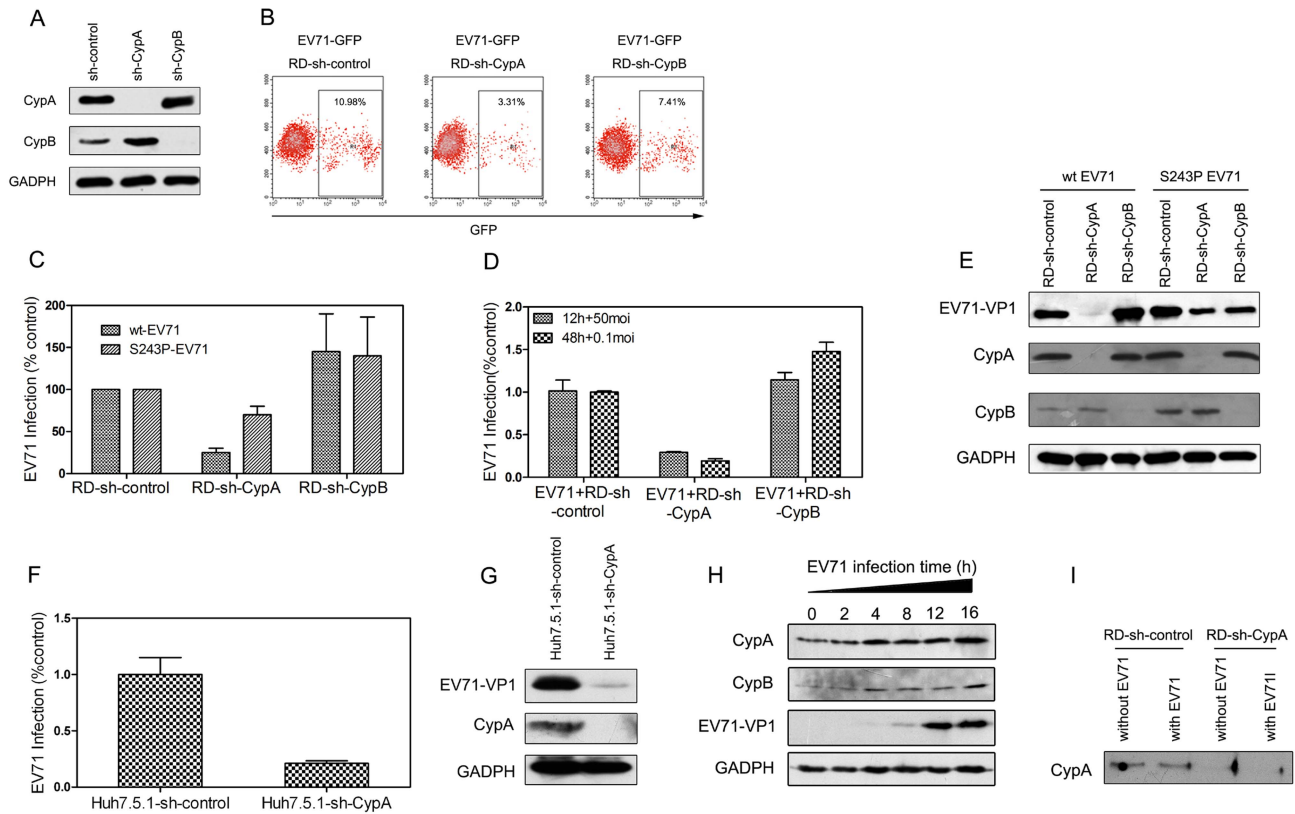 A
sh-control
sh-CypA
sh-CypB
CypA
CypB
GADPH
B
EV71-GFP
RD-sh-control
10.98%
EV71-GFP
RD-sh-CypA
3.31%
EV71-GFP
RD-sh-CypB
7.41%
GFP
C
EV71 Infection (% control)
200
150
100
50
0
wt-EV71
S243P-EV71
RD-sh-control
RD-sh-CypA
RD-sh-CypB
D
EV71 Infection(%control)
2.0
1.5
1.0
0.5
0.0
12h+50moi
48h+0.1moi
EV71+RD-sh
-control
EV71+RD-sh
-CypA
EV71+RD-sh
-CypB
E
wt EV71
S243P EV71
RD-sh-control
RD-sh-CypA
RD-sh-CypB
RD-sh-control
RD-sh-CypA
RD-sh-CypB
EV71-VP1
CypA
CypB
GADPH
F
EV71 Infection (%control)
1.5
1.0
0.5
0.0
Huh7.5.1-sh-control
Huh7.5.1-sh-CypA
G
Huh7.5.1-sh-control
Huh7.5.1-sh-CypA
EV71-VP1
CypA
GADPH
H
EV71 infection time (h)
0 2 4 8 12 16
CypA
CypB
EV71-VP1
GADPH
I
RD-sh-control
RD-sh-CypA
without EV71
with EV71
without EV71
with EV71I
CypA